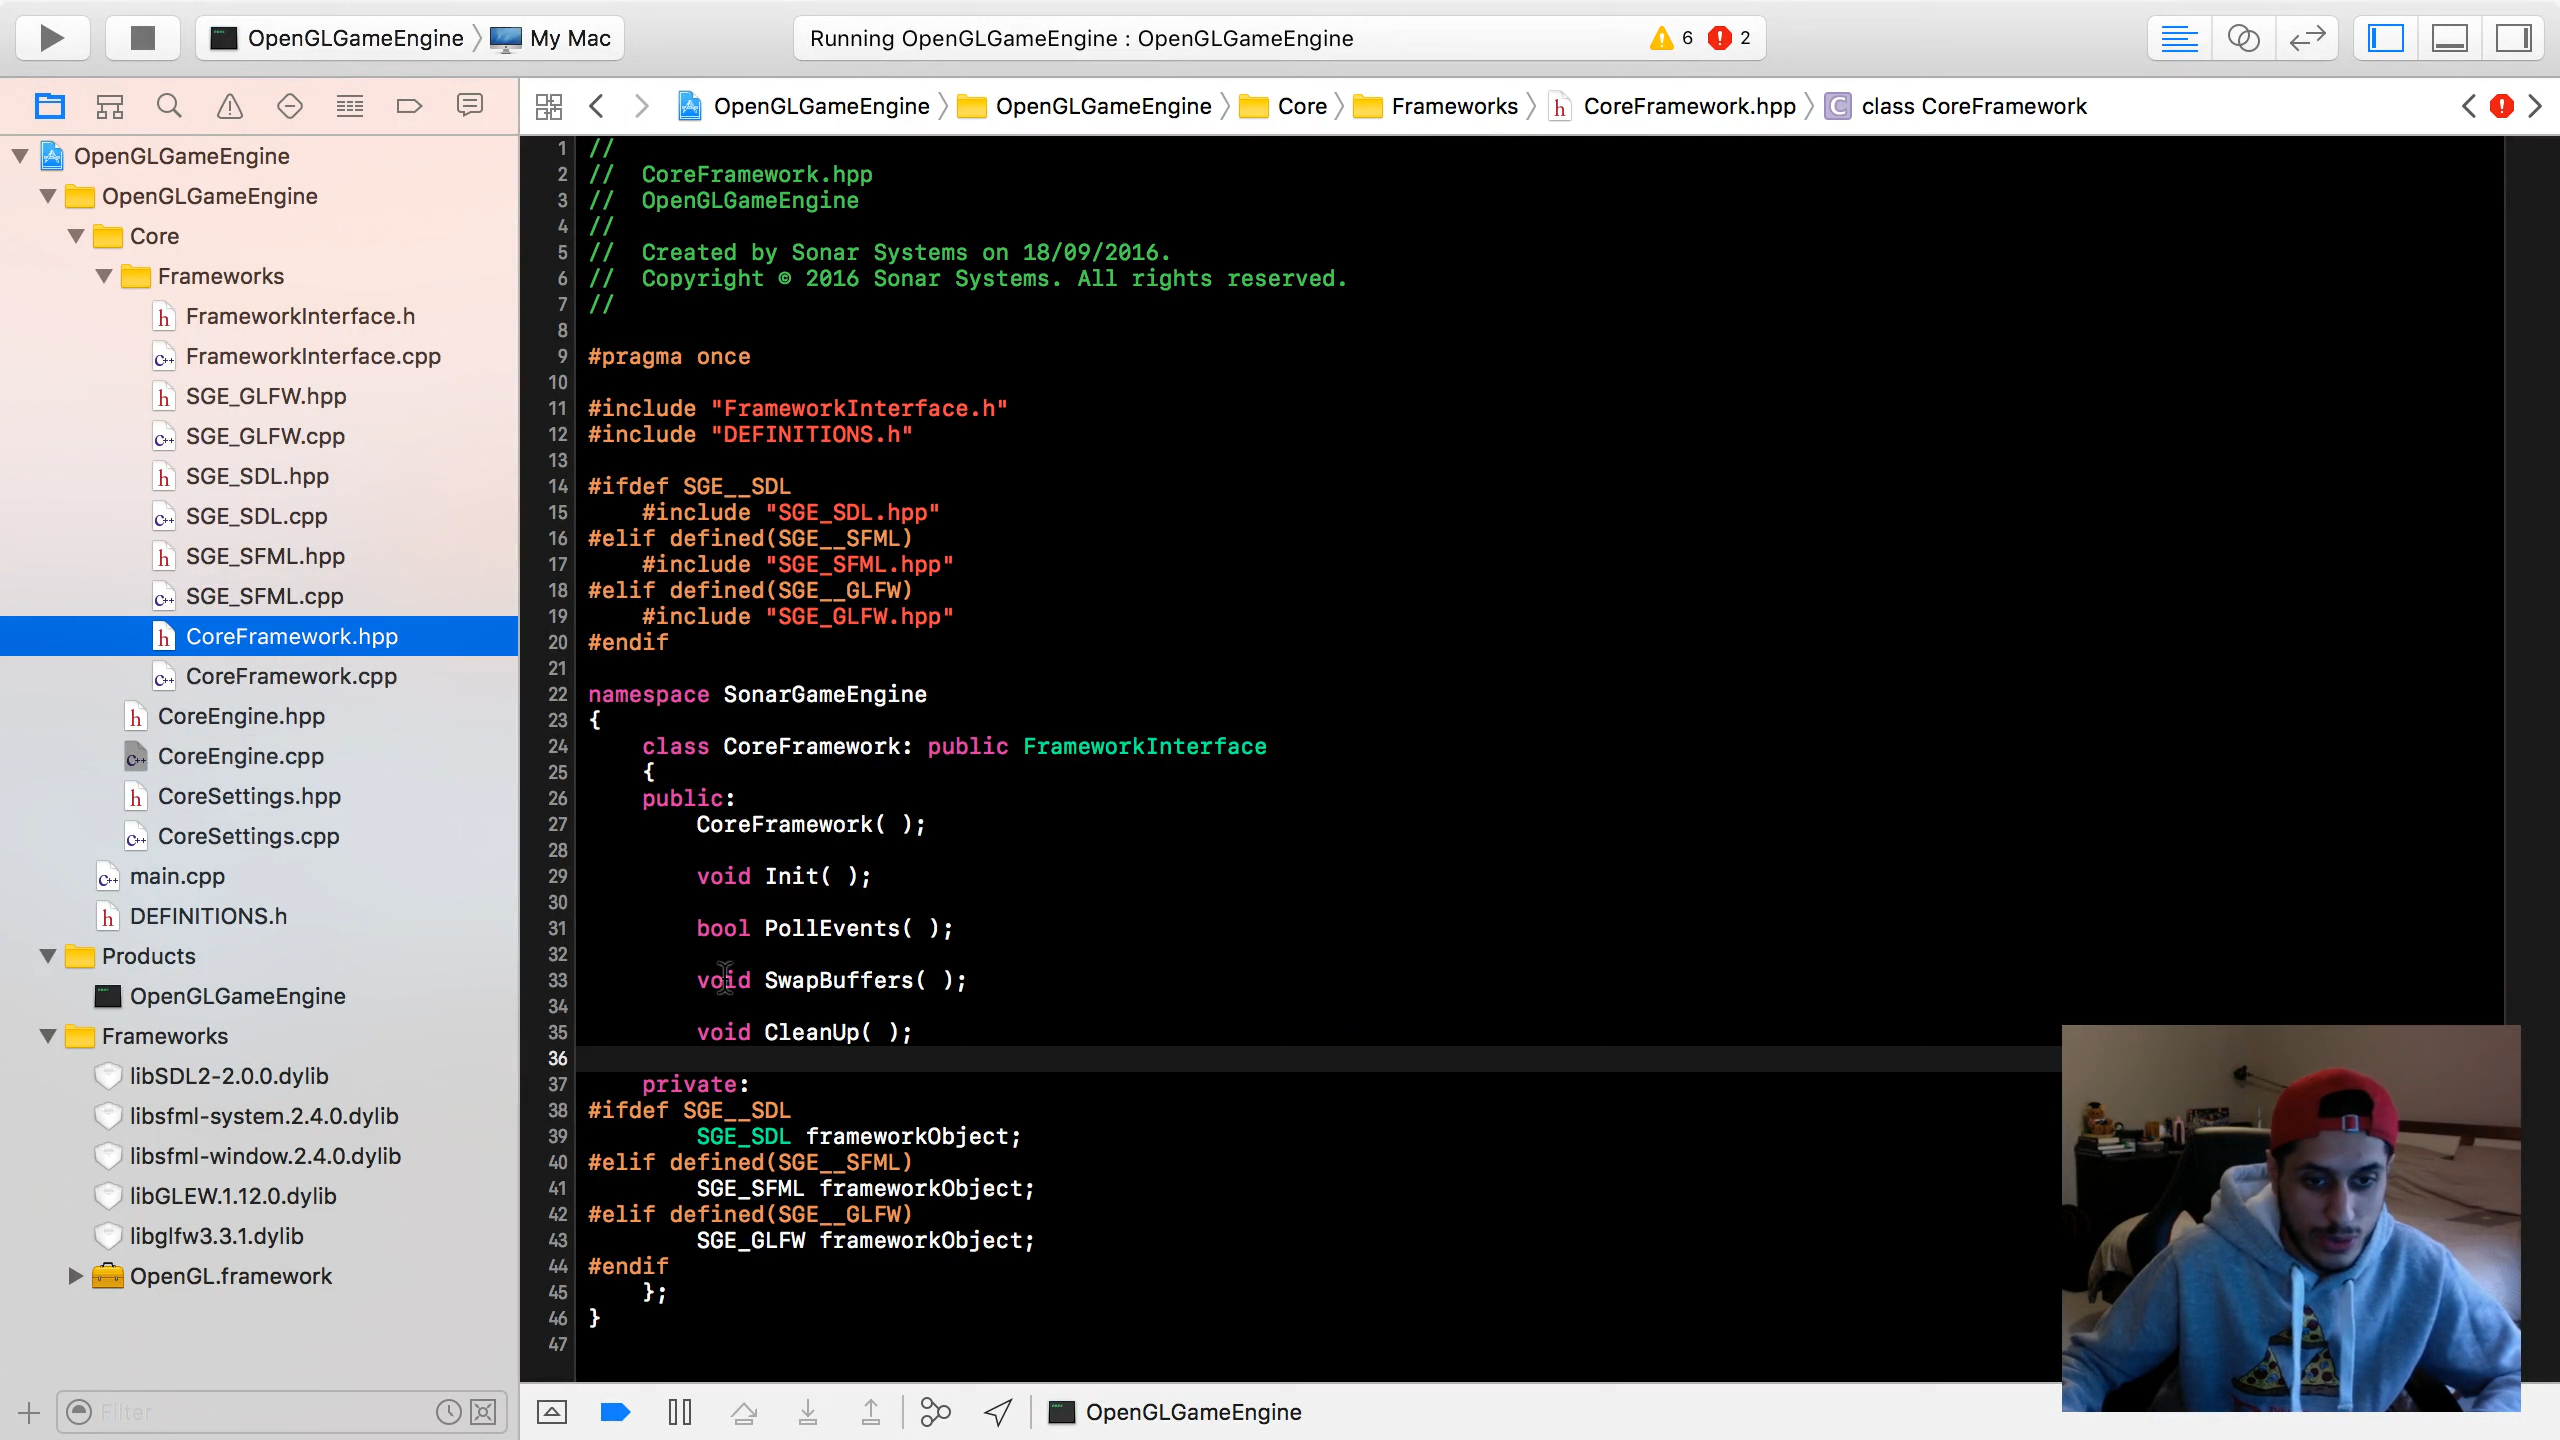 OpenGLGameEngine 〉 My Mac
Running OpenGLGameEngine : OpenGLGameEngine
6
2
OpenGLGameEngine 〉 OpenGLGameEngine 〉 Core 〉 Frameworks 〉 CoreFramework.hpp 〉 class CoreFramework
OpenGLGameEngine
OpenGLGameEngine
Core
Frameworks
FrameworkInterface.h
FrameworkInterface.cpp
SGE_GLFW.hpp
SGE_GLFW.cpp
SGE_SDL.hpp
SGE_SDL.cpp
SGE_SFML.hpp
SGE_SFML.cpp
CoreFramework.hpp
CoreFramework.cpp
CoreEngine.hpp
CoreEngine.cpp
CoreSettings.hpp
CoreSettings.cpp
main.cpp
DEFINITIONS.h
Products
OpenGLGameEngine
Frameworks
libSDL2-2.0.0.dylib
libsfml-system.2.4.0.dylib
libsfml-window.2.4.0.dylib
libGLEW.1.12.0.dylib
libglfw3.3.1.dylib
OpenGL.framework
Filter
1 //
2 //  CoreFramework.hpp
3 //  OpenGLGameEngine
4 //
5 //  Created by Sonar Systems on 18/09/2016.
6 //  Copyright © 2016 Sonar Systems. All rights reserved.
7 //
8
9 #pragma once
10
11 #include "FrameworkInterface.h"
12 #include "DEFINITIONS.h"
13
14 #ifdef SGE__SDL
15     #include "SGE_SDL.hpp"
16 #elif defined(SGE__SFML)
17     #include "SGE_SFML.hpp"
18 #elif defined(SGE__GLFW)
19     #include "SGE_GLFW.hpp"
20 #endif
21
22 namespace SonarGameEngine
23 {
24     class CoreFramework: public FrameworkInterface
25     {
26     public:
27         CoreFramework( );
28
29         void Init( );
30
31         bool PollEvents( );
32
33         void SwapBuffers( );
34
35         void CleanUp( );
36
37     private:
38 #ifdef SGE__SDL
39         SGE_SDL frameworkObject;
40 #elif defined(SGE__SFML)
41         SGE_SFML frameworkObject;
42 #elif defined(SGE__GLFW)
43         SGE_GLFW frameworkObject;
44 #endif
45     };
46 }
47
OpenGLGameEngine